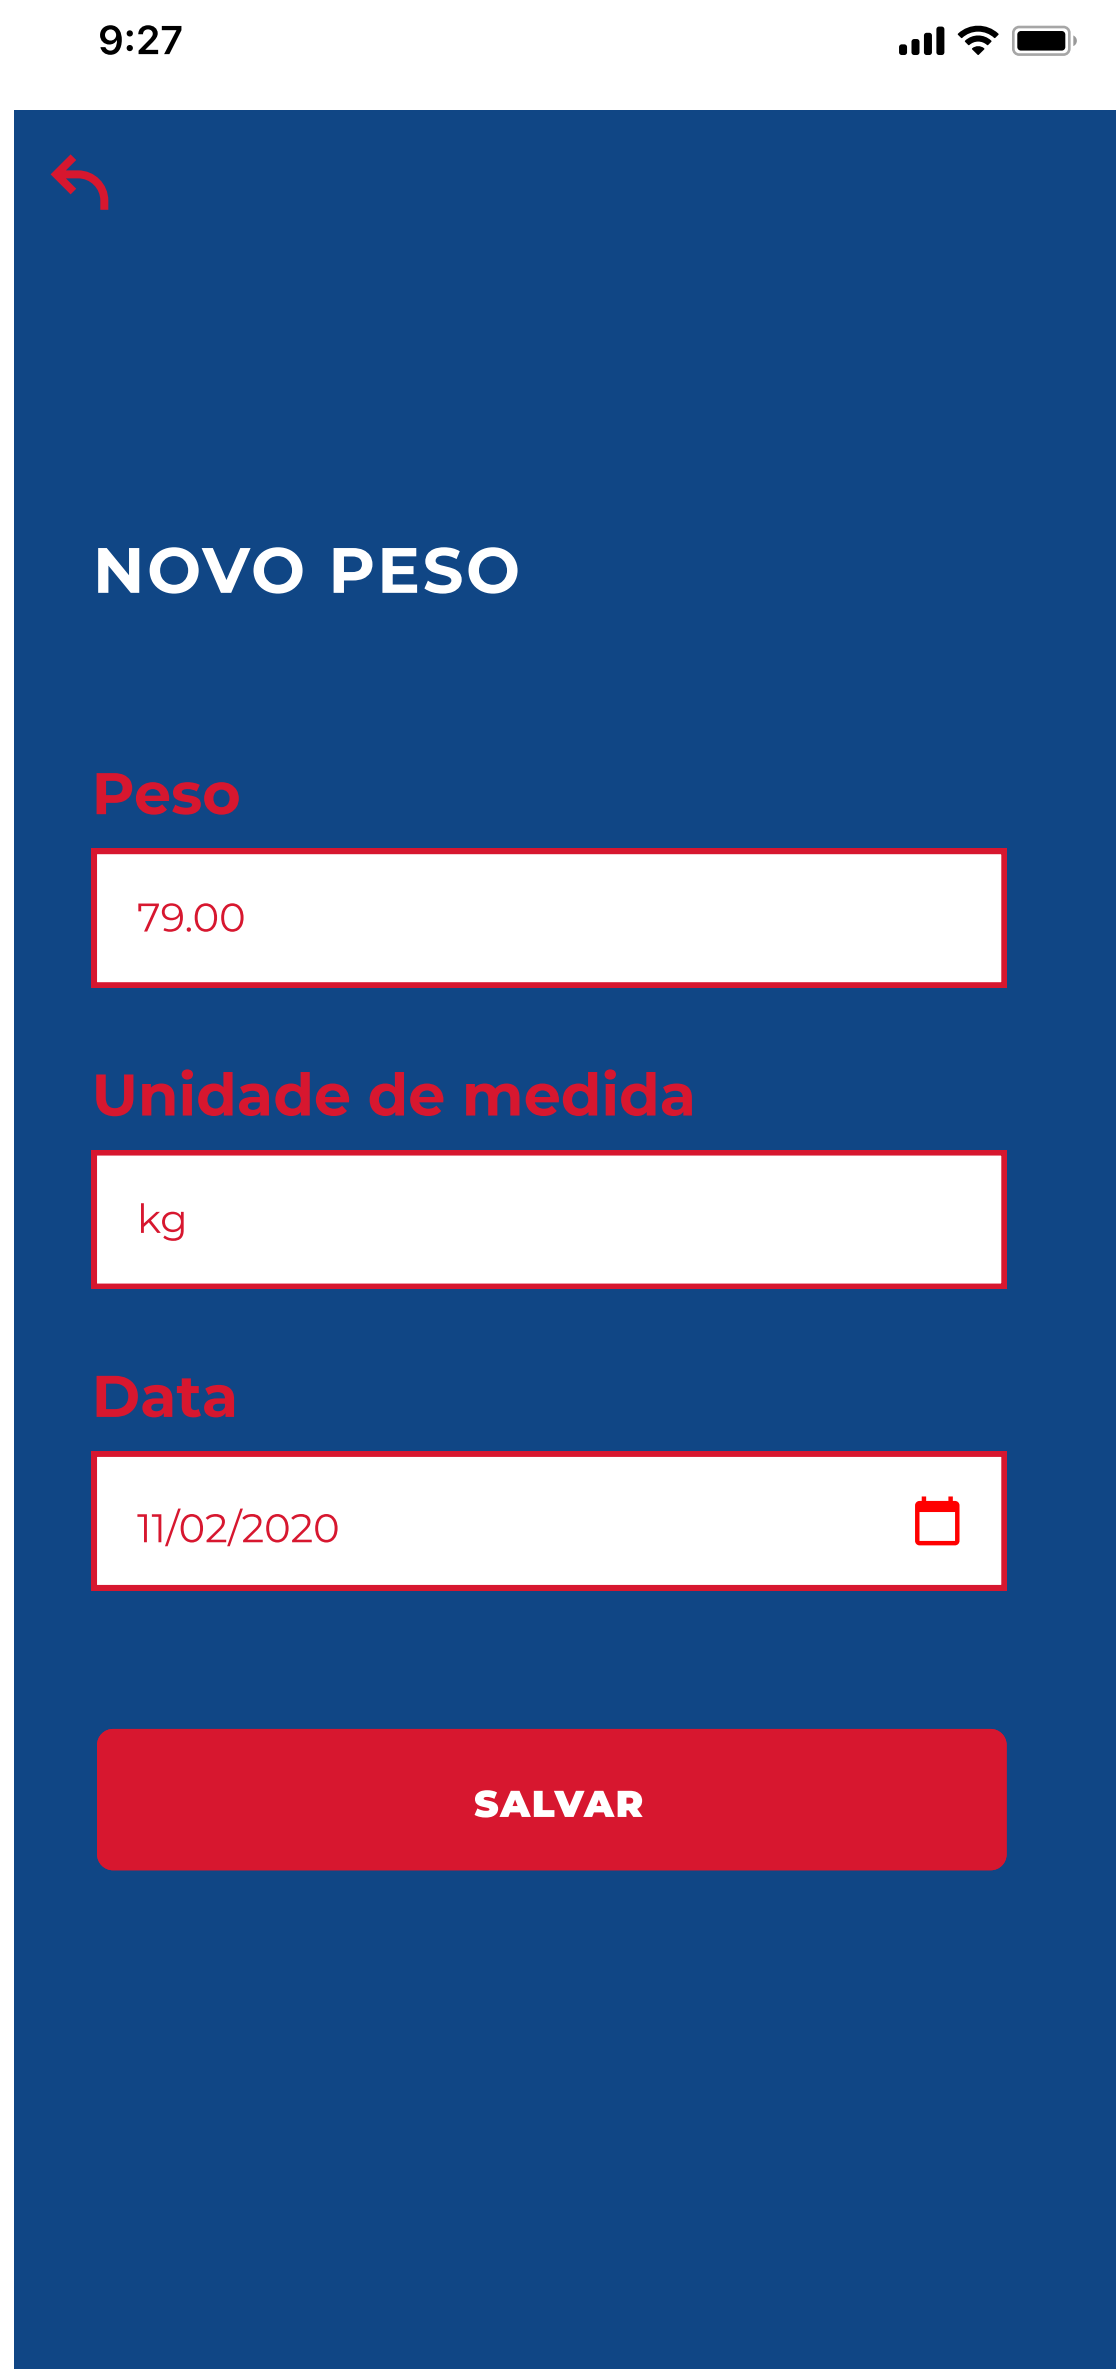 9:27
NOVO PESO
Peso
79.00
Unidade de medida
kg
Data
11/02/2020
SALVAR